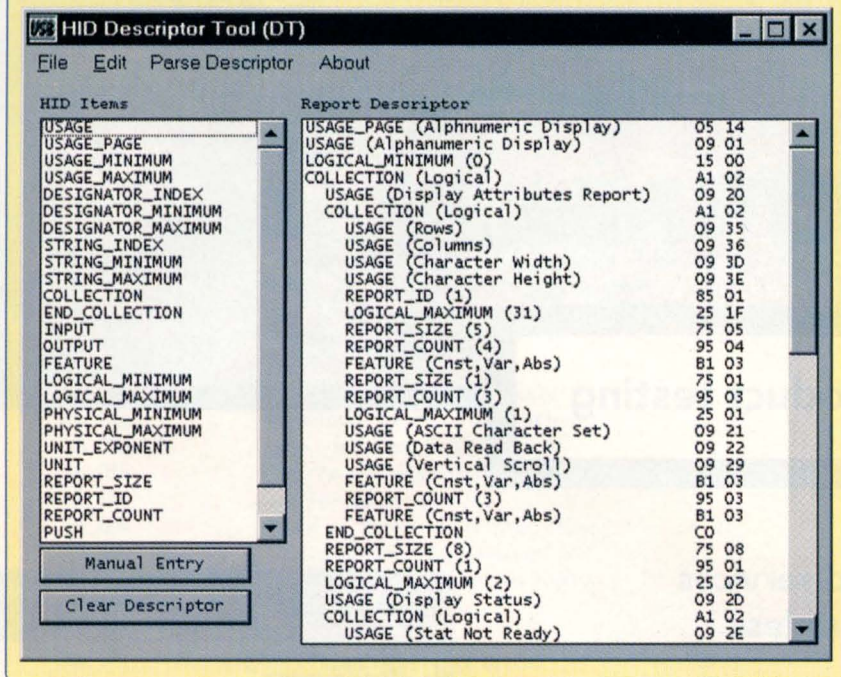 USB HID Descriptor Tool (DT)
File Edit Parse Descriptor About
HID Items
USAGE
USAGE_PAGE
USAGE_MINIMUM
USAGE_MAXIMUM
DESIGNATOR_INDEX
DESIGNATOR_MINIMUM
DESIGNATOR_MAXIMUM
STRING_INDEX
STRING_MINIMUM
STRING_MAXIMUM
COLLECTION
END_COLLECTION
INPUT
OUTPUT
FEATURE
LOGICAL_MINIMUM
LOGICAL_MAXIMUM
PHYSICAL_MINIMUM
PHYSICAL_MAXIMUM
UNIT_EXPONENT
UNIT
REPORT_SIZE
REPORT_ID
REPORT_COUNT
PUSH
Manual Entry
Clear Descriptor
Report Descriptor
USAGE_PAGE (Alphnumeric Display) 05 14
USAGE (Alphanumeric Display) 09 01
LOGICAL_MINIMUM (0) 15 00
COLLECTION (Logical) A1 02
USAGE (Display Attributes Report) 09 20
COLLECTION (Logical) A1 02
USAGE (Rows) 09 35
USAGE (Columns) 09 36
USAGE (Character Width) 09 3D
USAGE (Character Height) 09 3E
REPORT_ID (1) 85 01
LOGICAL_MAXIMUM (31) 25 1F
REPORT_SIZE (5) 75 05
REPORT_COUNT (4) 95 04
FEATURE (Cnst,Var,Abs) B1 03
REPORT_SIZE (1) 75 01
REPORT_COUNT (3) 95 03
LOGICAL_MAXIMUM (1) 25 01
USAGE (ASCII Character Set) 09 21
USAGE (Data Read Back) 09 22
USAGE (Vertical Scroll) 09 29
FEATURE (Cnst,Var,Abs) B1 03
REPORT_COUNT (3) 95 03
FEATURE (Cnst,Var,Abs) B1 03
END_COLLECTION C0
REPORT_SIZE (8) 75 08
REPORT_COUNT (1) 95 01
LOGICAL_MAXIMUM (2) 25 02
USAGE (Display Status) 09 2D
COLLECTION (Logical) A1 02
USAGE (Stat Not Ready) 09 2E